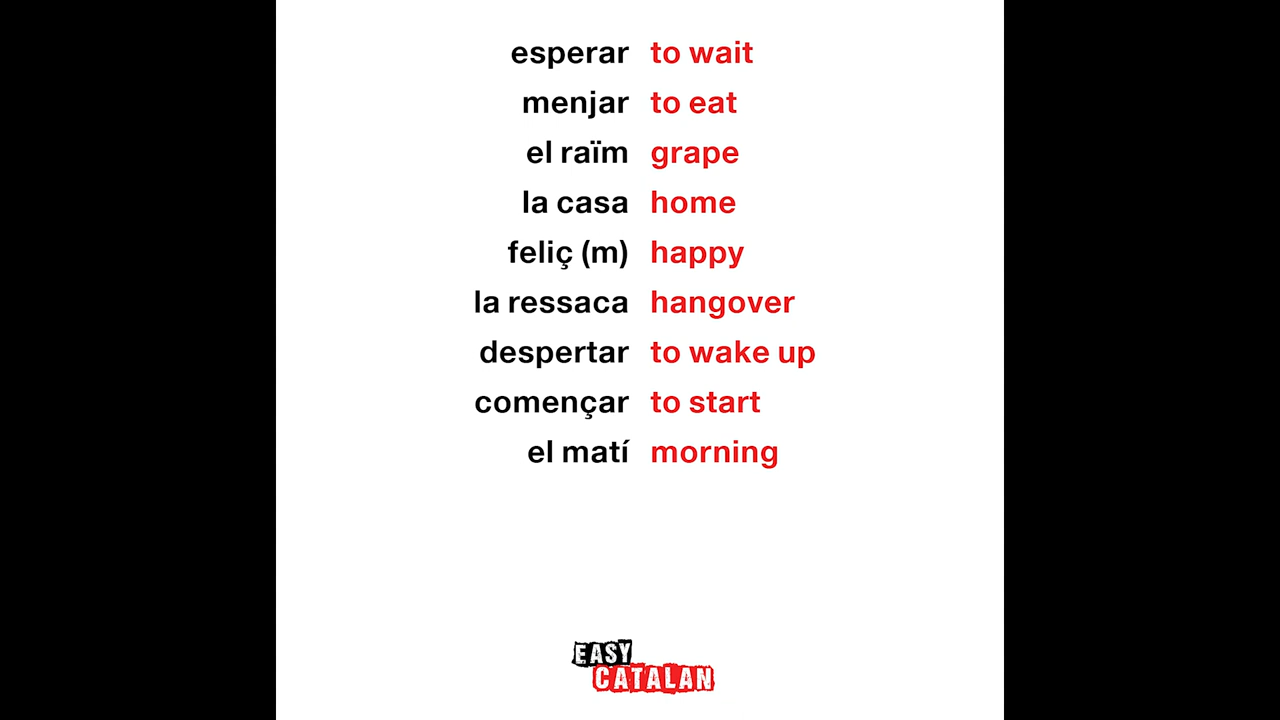 esperar to wait
menjar to eat
el raïm grape
la casa home
feliç (m) happy
la ressaca hangover
despertar to wake up
començar to start
el matí morning
EASY
CATALAN